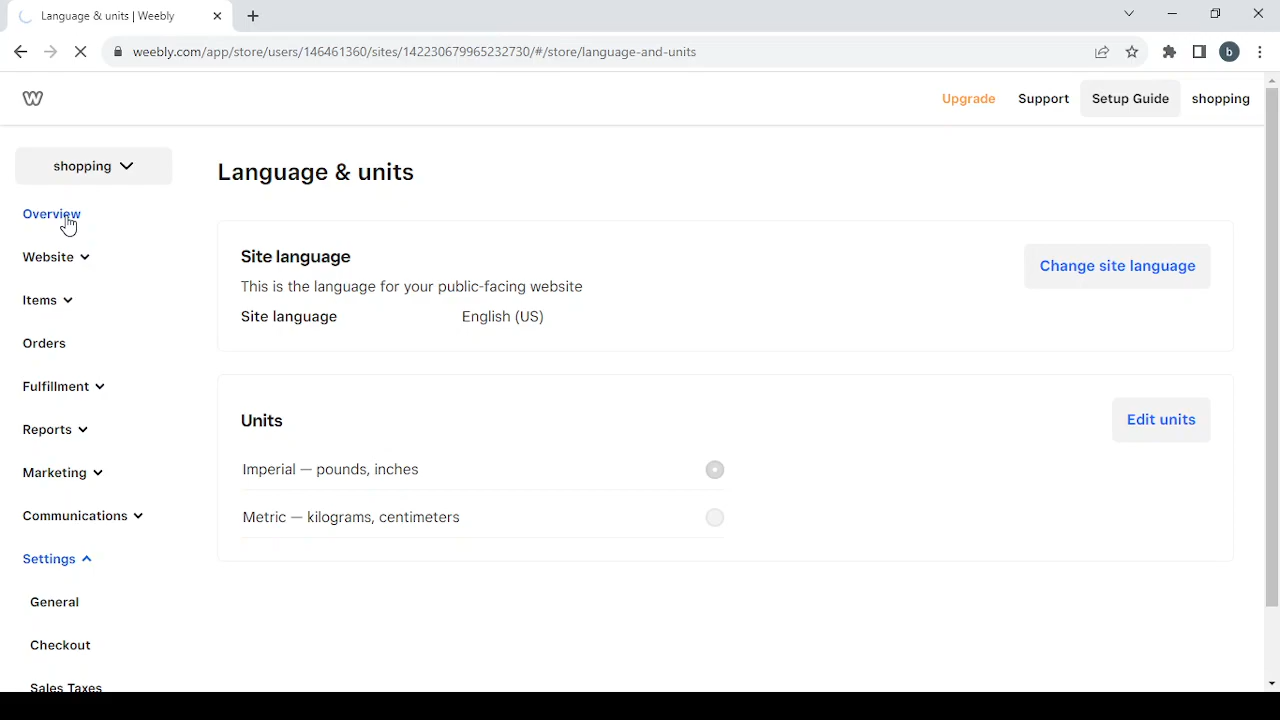 Language & units | Weebly
weebly.com/app/store/users/146461360/sites/142230679965232730/#/store/language-and-units
b
W
Upgrade
Support
Setup Guide
shopping
shopping
Overview
Website
Items
Orders
Fulfillment
Reports
Marketing
Communications
Settings
General
Checkout
Sales Taxes
Language & units
Site language
Change site language
This is the language for your public-facing website
Site language English (US)
Units
Edit units
Imperial — pounds, inches
Metric — kilograms, centimeters